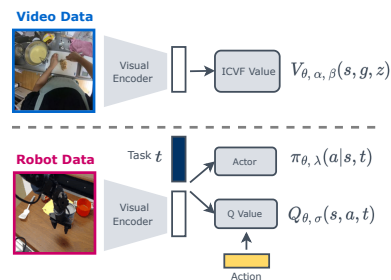 Video Data
Visual
Encoder
ICVF Value
V_{θ, α, β}(s, g, z)
Task t
Robot Data
Actor
π_{θ, λ}(a|s, t)
Visual
Encoder
Q Value
Q_{θ, σ}(s, a, t)
Action